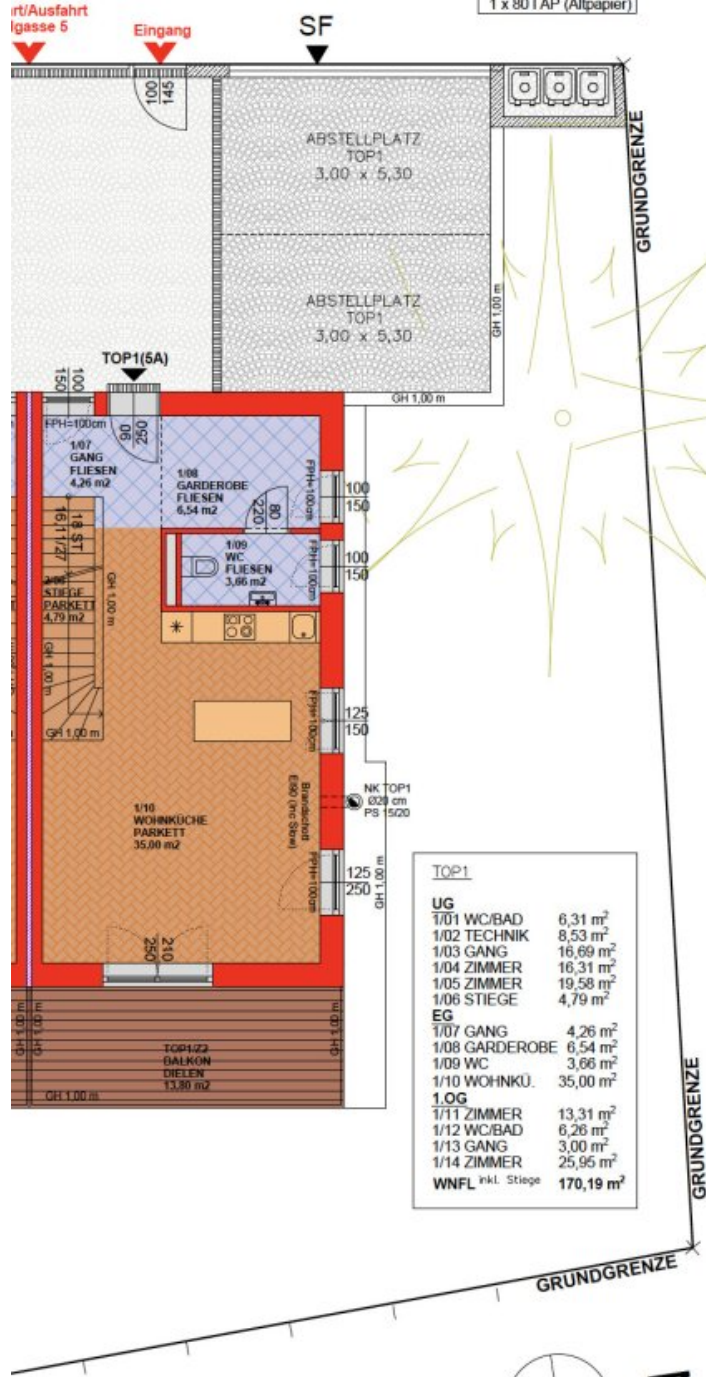 rt/Ausfahrt
lgasse 5
Eingang
SF
1 x 80 l AP (Altpapier)
100
145
ABSTELLPLATZ
TOP1
3,00 x 5,30
GRUNDGRENZE
ABSTELLPLATZ
TOP1
3,00 x 5,30
GH 1,00 m
GH 1,00 m
TOP1(5A)
100
150
FPH=100cm
90
250
1/07
GANG
FLIESEN
4,26 m2
1/08
GARDEROBE
FLIESEN
6,54 m2
FPH=100cm
100
150
80
220
18 ST
16,11/27
1/09
WC
FLIESEN
3,66 m2
FPH=100cm
100
150
STIEGE
PARKETT
4,79 m2
GH 1,00 m
GH 1,00 m
GH 1,00 m
FPH=100cm
125
150
Brandschott
EI90
NK TOP1
Ø20 cm
PS 15/20
1/10
WOHNKÜCHE
PARKETT
35,00 m2
FPH=100cm
125
250
GH 1,00 m
210
250
GH 1,00 m
GH 1,00 m
TOP1/Z2
BALKON
DIELEN
13,80 m2
GH 1,00 m
TOP1
UG
1/01 WC/BAD 6,31 m²
1/02 TECHNIK 8,53 m²
1/03 GANG 16,69 m²
1/04 ZIMMER 16,31 m²
1/05 ZIMMER 19,58 m²
1/06 STIEGE 4,79 m²
EG
1/07 GANG 4,26 m²
1/08 GARDEROBE 6,54 m²
1/09 WC 3,66 m²
1/10 WOHNKÜ. 35,00 m²
1.OG
1/11 ZIMMER 13,31 m²
1/12 WC/BAD 6,26 m²
1/13 GANG 3,00 m²
1/14 ZIMMER 25,95 m²
WNFL inkl. Stiege 170,19 m²
GRUNDGRENZE
GRUNDGRENZE